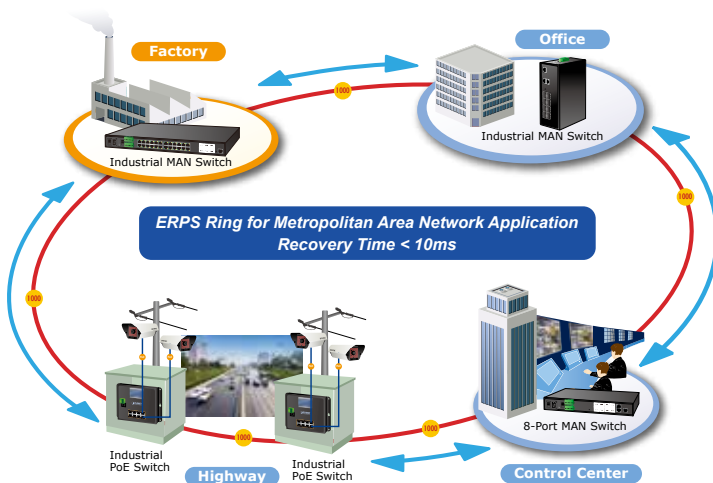 Factory
Office
1000
Industrial MAN Switch
Industrial MAN Switch
1000
ERPS Ring for Metropolitan Area Network Application
Recovery Time < 10ms
1000
1000
1000
8-Port MAN Switch
Industrial
PoE Switch
Highway
Industrial
PoE Switch
Control Center